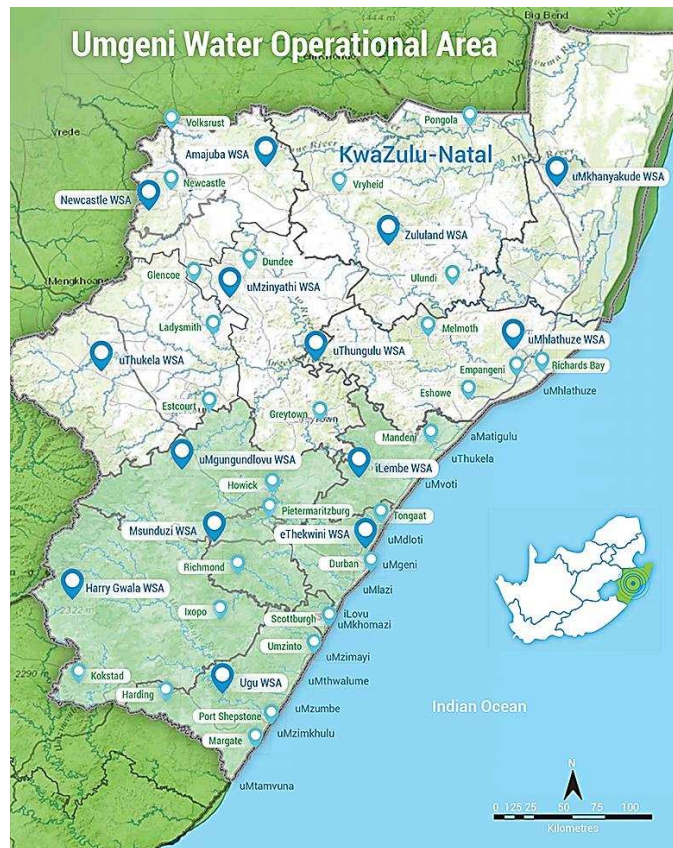 Umgeni Water Operational Area
Big Bend
Volksrust
Pongola
Amajuba WSA
KwaZulu-Natal
Newcastle
Vryheid
uMkhanyakude WSA
Newcastle WSA
Zululand WSA
Dundee
Glencoe
Ulundi
uMzinyathi WSA
Ladysmith
Melmoth
uMhlathuze WSA
uThungulu WSA
uThukela WSA
Empangeni
Richards Bay
Eshowe
uMhlathuze
Estcourt
Greytown
Mandeni
aMatigulu
uThukela
uMgungundlovu WSA
iLembe WSA
Howick
uMvoti
Pietermaritzburg
Tongaat
Msunduzi WSA
eThekwini WSA
uMdloti
Durban
uMgeni
Richmond
Harry Gwala WSA
uMlazi
Ixopo
Scottburgh
iLovu
uMkhomazi
Umzinto
uMzimayi
Kokstad
Ugu WSA
uMthwalume
Harding
Indian Ocean
Port Shepstone
uMzumbe
Margate
uMzimkhulu
uMtamvuna
N
0 125 25 50 75 100
Kilometres